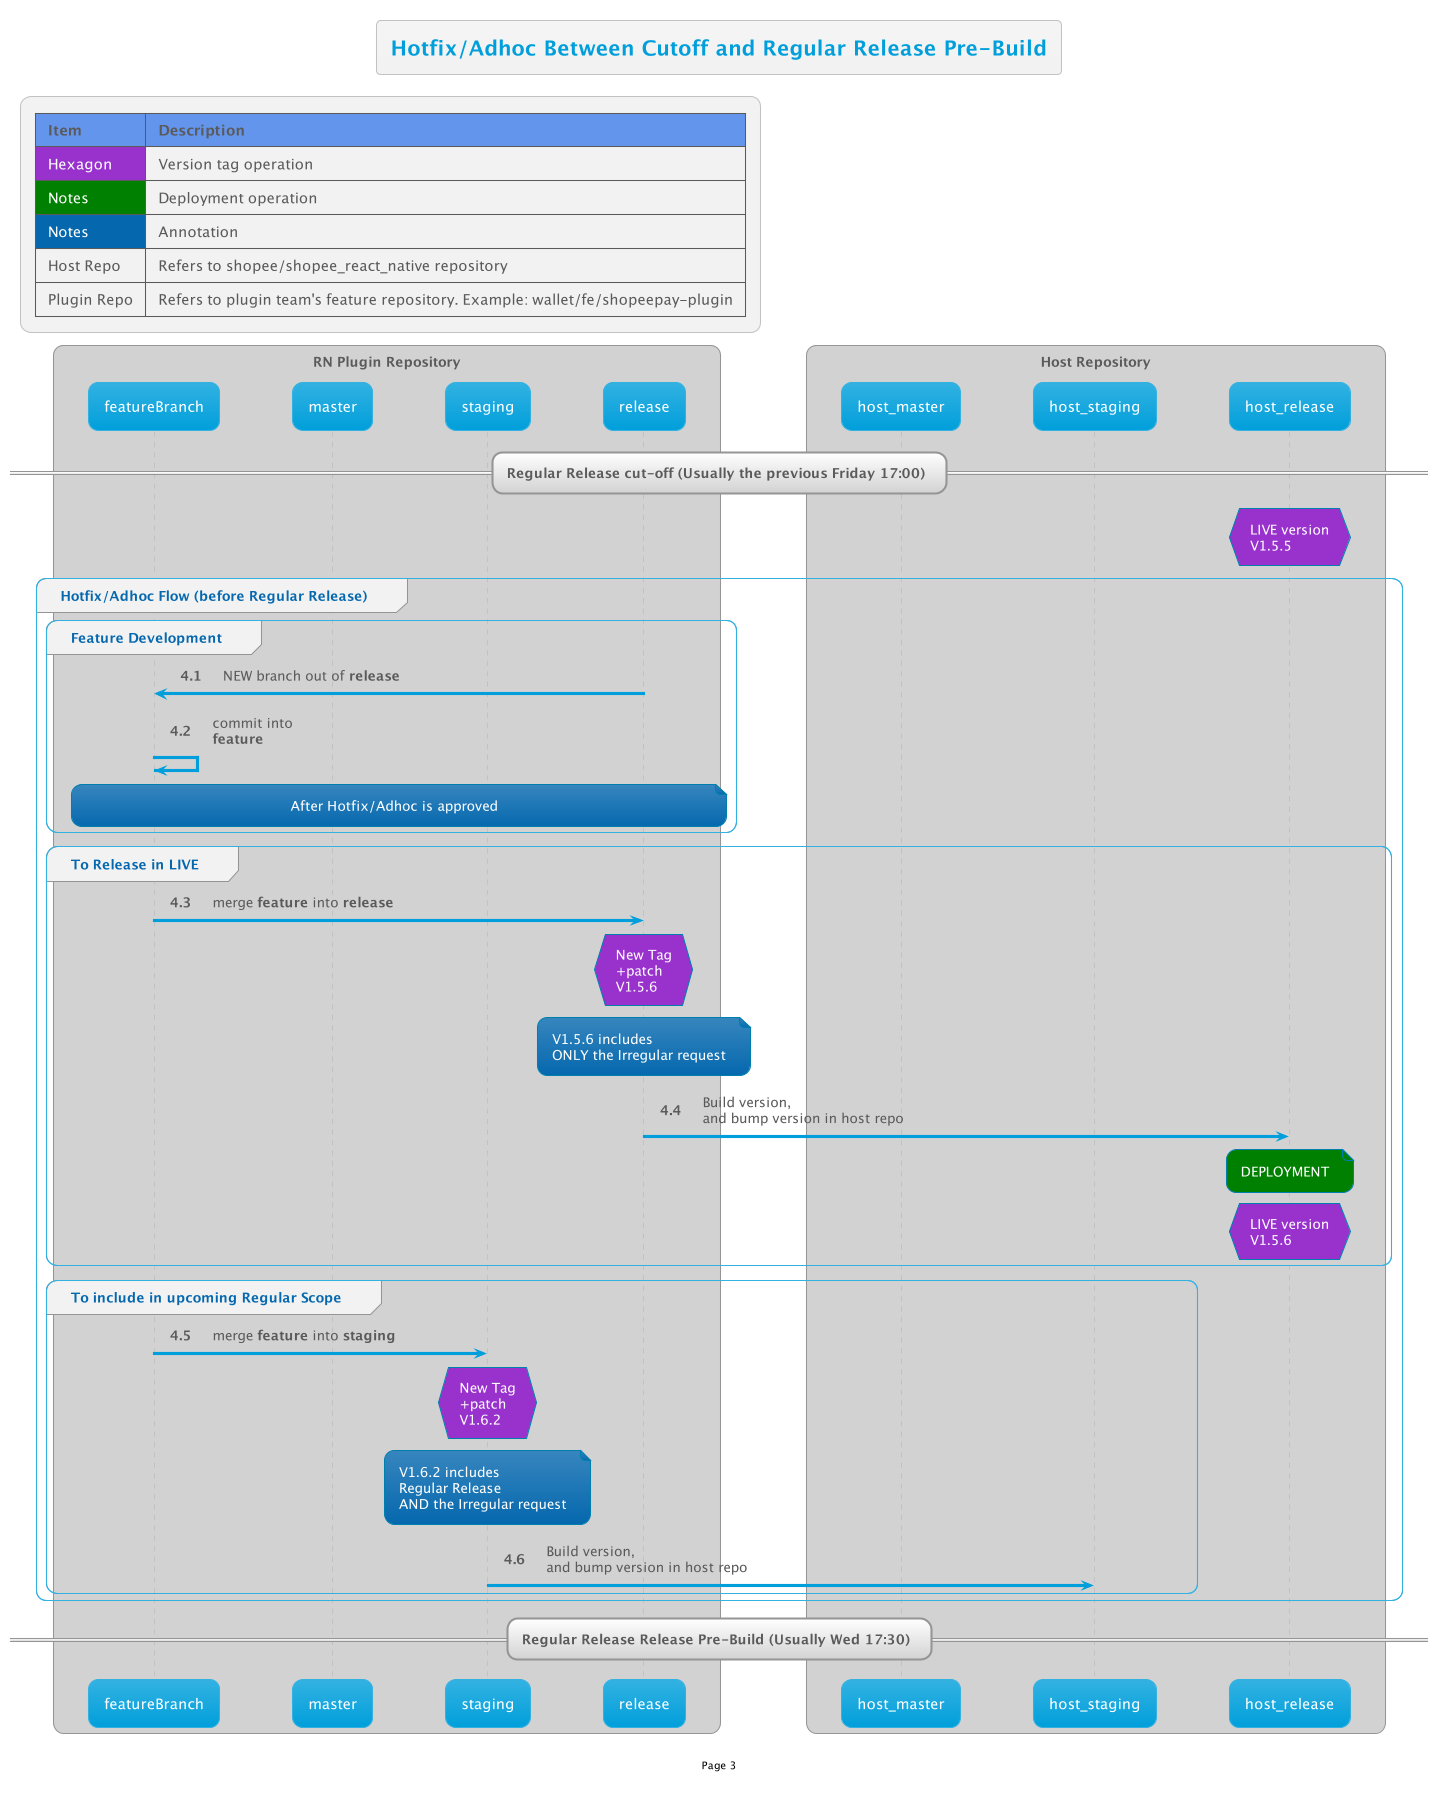 Hotfix/Adhoc Between Cutoff and Regular Release Pre-Build
Item Description
Hexagon Version tag operation
Notes Deployment operation
Notes Annotation
Host Repo Refers to shopee/shopee_react_native repository
Plugin Repo Refers to plugin team's feature repository. Example: wallet/fe/shopeepay-plugin
RN Plugin Repository Host Repository
featureBranch master staging release host_master host_staging host_release
Regular Release cut-off (Usually the previous Friday 17:00)
LIVE version
V1.5.5
Hotfix/Adhoc Flow (before Regular Release)
Feature Development
4.1 NEW branch out of release
4.2 commit into
feature
After Hotfix/Adhoc is approved
To Release in LIVE
4.3 merge feature into release
New Tag
+patch
V1.5.6
V1.5.6 includes
ONLY the Irregular request
4.4 Build version,
and bump version in host repo
DEPLOYMENT
LIVE version
V1.5.6
To include in upcoming Regular Scope
4.5 merge feature into staging
New Tag
+patch
V1.6.2
V1.6.2 includes
Regular Release
AND the Irregular request
4.6 Build version,
and bump version in host repo
Regular Release Release Pre-Build (Usually Wed 17:30)
featureBranch master staging release host_master host_staging host_release
Page 3